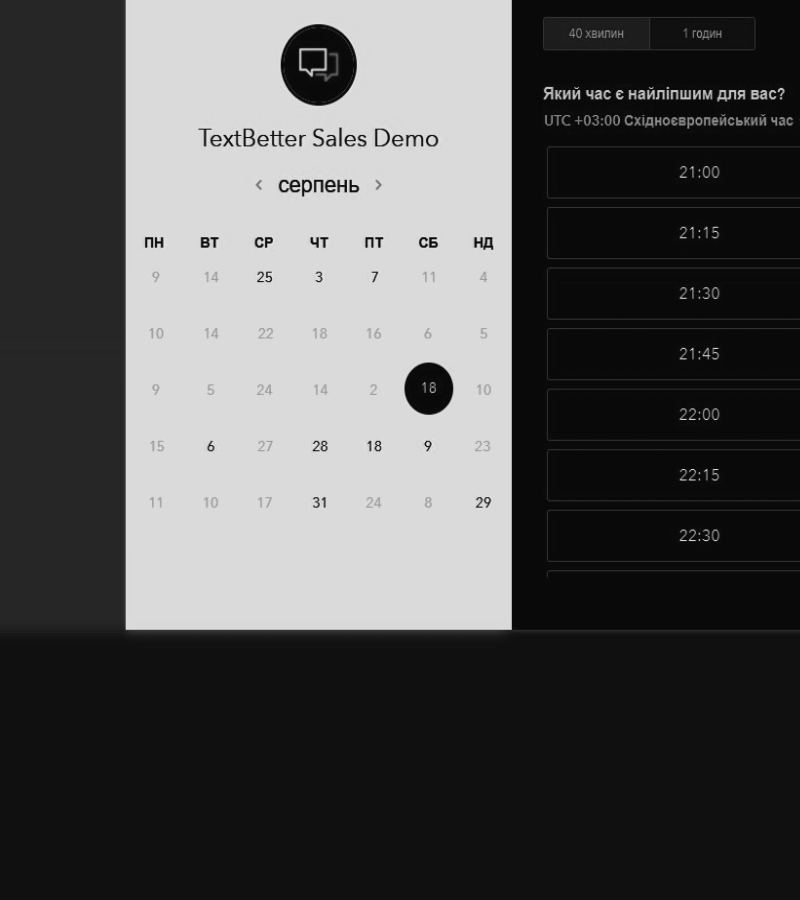 TextBetter Sales Demo
серпень
ПН ВТ СР ЧТ ПТ СБ НД
9 14 25 3 7 11 4
10 14 22 18 16 6 5
9 5 24 14 2 18 10
15 6 27 28 18 9 23
11 10 17 31 24 8 29
40 хвилин 1 годин
Який час є найліпшим для вас?
UTC +03:00 Східноєвропейський час
21:00
21:15
21:30
21:45
22:00
22:15
22:30